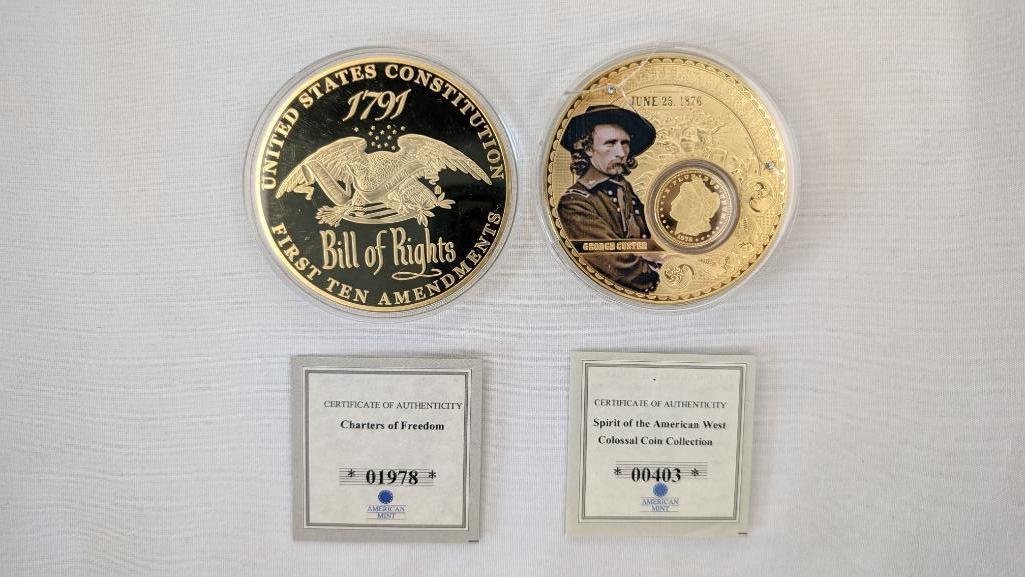 UNITED STATES CONSTITUTION
1791
Bill of Rights
FIRST TEN AMENDMENTS
JUNE 25, 1876
GEORGE CUSTER
E PLURIBUS UNUM
CERTIFICATE OF AUTHENTICITY
Charters of Freedom
* 01978 *
AMERICAN
MINT
CERTIFICATE OF AUTHENTICITY
Spirit of the American West
Colossal Coin Collection
* 00403 *
AMERICAN
MINT